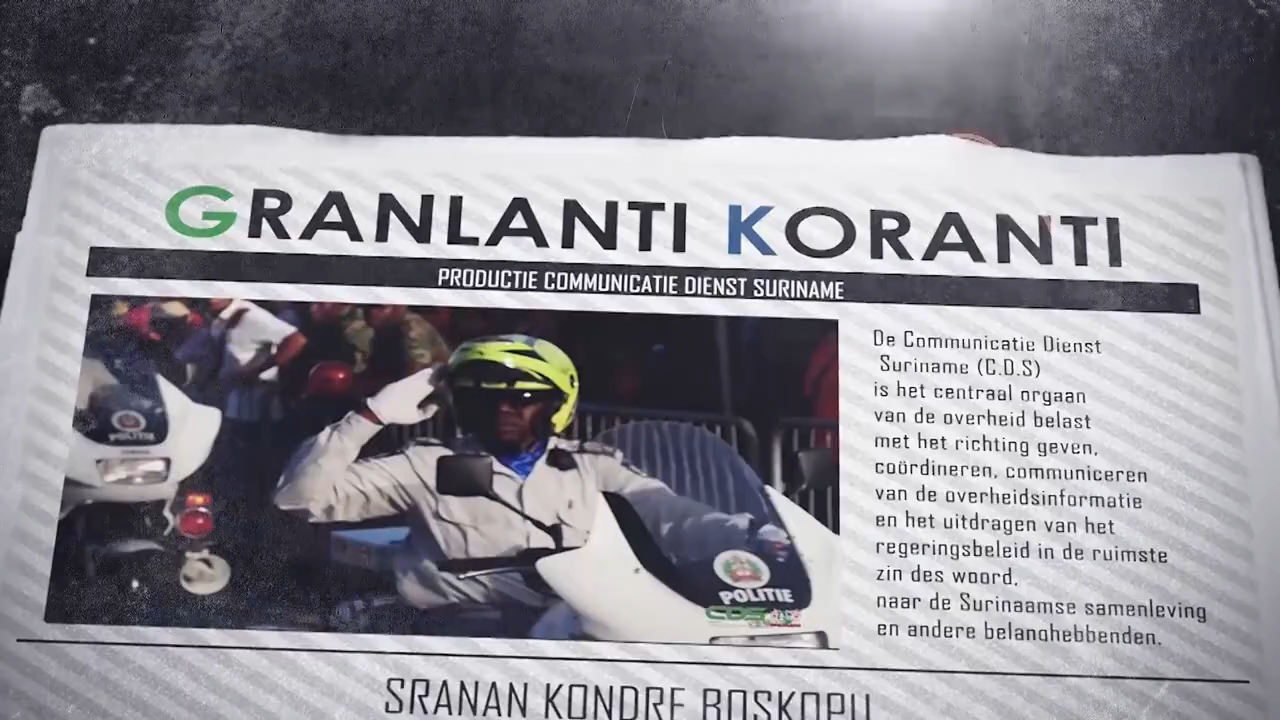 GRANLANTI KORANTI
PRODUCTIE COMMUNICATIE DIENST SURINAME
De Communicatie Dienst
Suriname (C.D.S)
is het centraal orgaan
van de overheid belast
met het richting geven,
coördineren, communiceren
van de overheidsinformatie
en het uitdragen van het
regeringsbeleid in de ruimste
zin des woord,
naar de Surinaamse samenleving
en andere belanghebbenden.
POLITIE
POLITIE
CDS
SRANAN KONDRE BOSKOPU